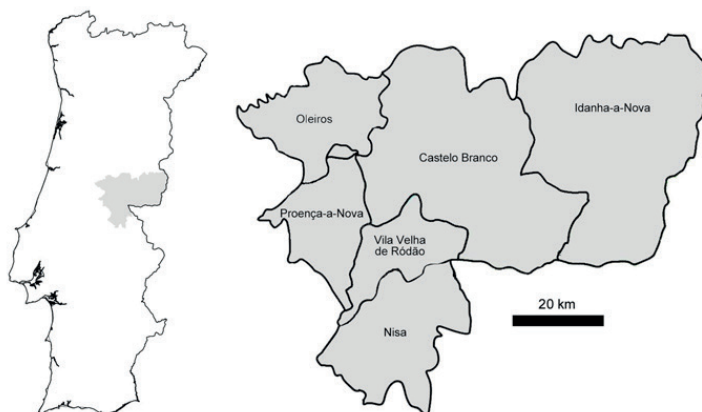 Idanha-a-Nova
Oleiros
Castelo Branco
Proença-a-Nova
Vila Velha
de Ródão
20 km
Nisa